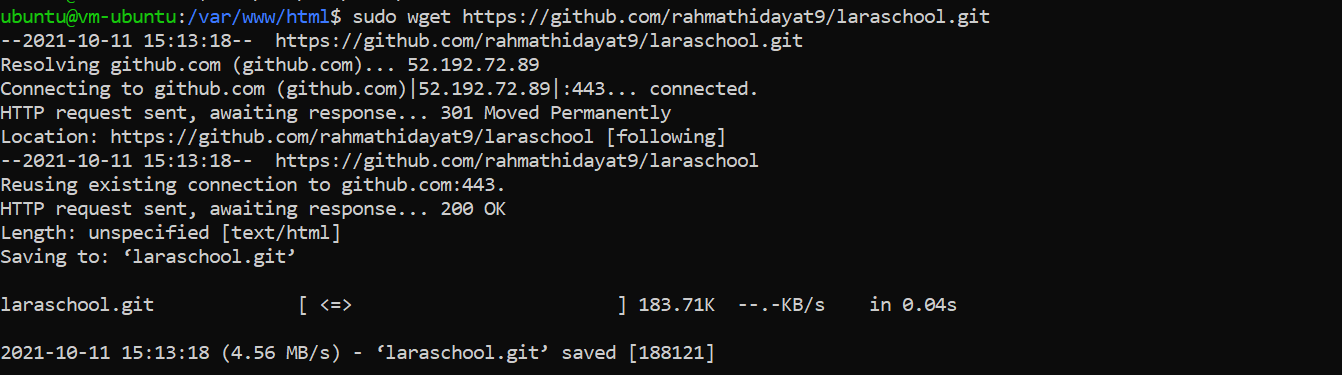 ubuntu@vm-ubuntu:/var/www/html$ sudo wget https://github.com/rahmathidayat9/laraschool.git
--2021-10-11 15:13:18--  https://github.com/rahmathidayat9/laraschool.git
Resolving github.com (github.com)... 52.192.72.89
Connecting to github.com (github.com)|52.192.72.89|:443... connected.
HTTP request sent, awaiting response... 301 Moved Permanently
Location: https://github.com/rahmathidayat9/laraschool [following]
--2021-10-11 15:13:18--  https://github.com/rahmathidayat9/laraschool
Reusing existing connection to github.com:443.
HTTP request sent, awaiting response... 200 OK
Length: unspecified [text/html]
Saving to: ‘laraschool.git’
laraschool.git            [ <=>                      ] 183.71K  --.-KB/s    in 0.04s
2021-10-11 15:13:18 (4.56 MB/s) - ‘laraschool.git’ saved [188121]